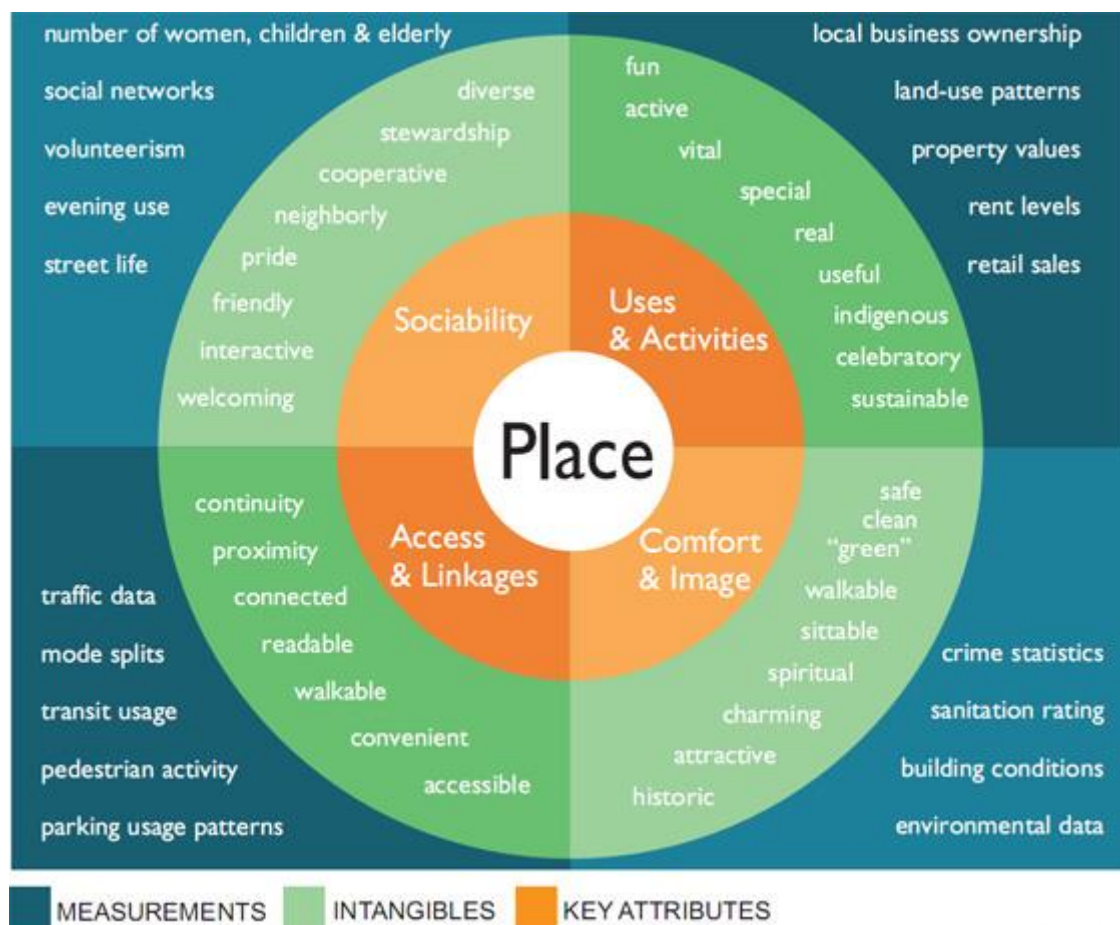 number of women, children & elderly
social networks
volunteerism
evening use
street life
diverse
stewardship
cooperative
neighborly
pride
friendly
interactive
welcoming
Sociability
fun
active
vital
special
real
useful
indigenous
celebratory
sustainable
Uses
& Activities
local business ownership
land-use patterns
property values
rent levels
retail sales
Place
continuity
proximity
connected
readable
walkable
convenient
accessible
Access
& Linkages
traffic data
mode splits
transit usage
pedestrian activity
parking usage patterns
Comfort
& Image
safe
clean
“green”
walkable
sittable
spiritual
charming
attractive
historic
crime statistics
sanitation rating
building conditions
environmental data
MEASUREMENTS
INTANGIBLES
KEY ATTRIBUTES